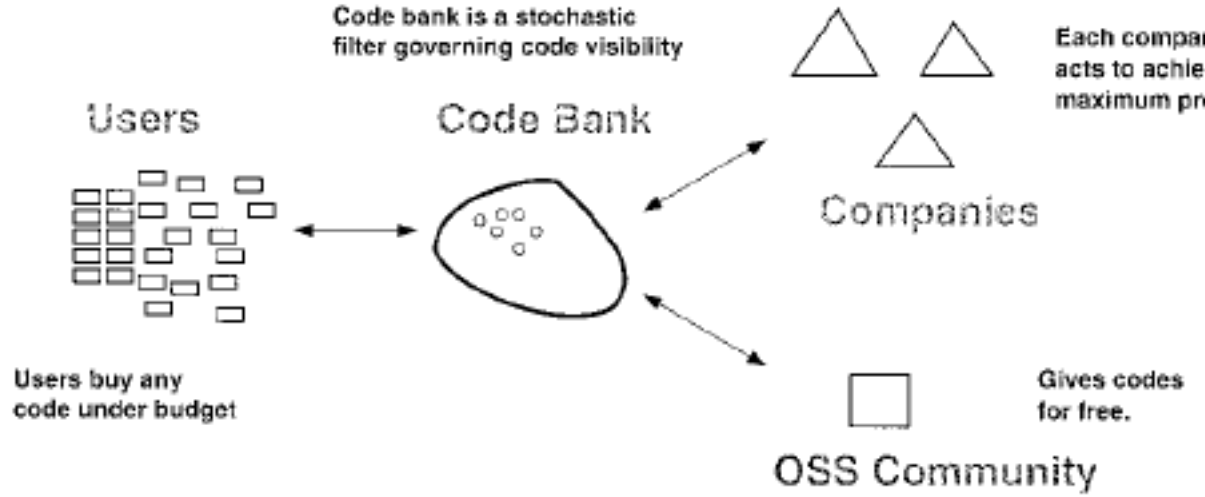 Code bank is a stochastic
filter governing code visibility
Each
acts to
maximum
Users
Code Bank
Companies
Users buy any
code under budget
Gives codes
for free.
OSS Community